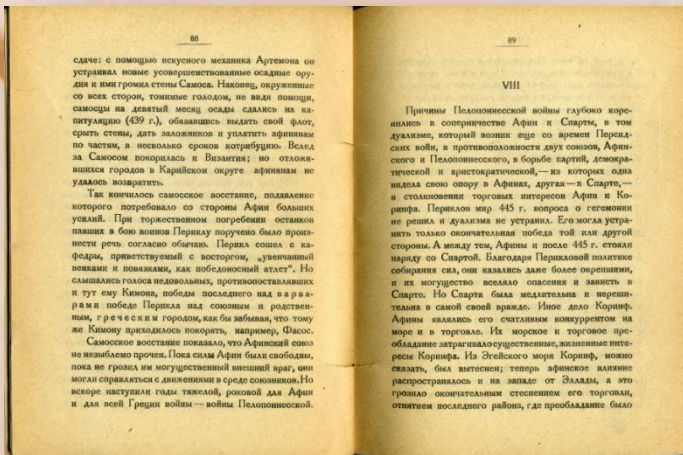 88
сдаче: с помощью искусного механика Артемона он
устраивал новые усовершенствованные осадные ору-
дия и ими громил стены Самоса. Наконец, окруженные
со всех сторон, томимые голодом, не видя помощи,
самосцы на девятый месяц осады сдались на ка-
питуляцию (439 г.), обязавшись выдать свой флот,
срыть стены, дать заложников и уплатить афинянам
по частям, в несколько сроков котрибуцию. Вслед
за Самосом покорилась и Византия; но отложив-
шихся городов в Карийском округе афинянам не
удалось возвратить.
Так кончилось самосское восстание, подавление
которого потребовало со стороны Афин больших
усилий. При торжественном погребении останков
павших в бою воинов Периклу поручено было произ-
нести речь согласно обычаю. Перикл сошел с ка-
федры, приветствуемый с восторгом, „увенчанный
венками и повязками, как победоносный атлет". Но
слышались голоса недовольных, противопоставлявших
и тут ему Кимона, победы последнего над варва-
рами победе Перикла над союзным и родствен-
ным, греческим городом, как бы забывая, что тому
же Кимону приходилось покорять, например, Фасос.
Самосское восстание показало, что Афинский союз
не незыблемо прочен. Пока силы Афин были свободны,
пока не грозил им могущественный внешний враг, они
могли справляться с движениями в среде союзников. Но
вскоре наступили годы тяжелой, роковой для Афин
и для всей Греции войны — войны Пелопоннесской.
89
VIII
Причины Пелопоннесской войны глубоко коре-
нились в соперничестве Афин и Спарты, в том
дуализме, который возник еще со времен Персид-
ских войн, в противоположности двух союзов, Афин-
ского и Пелопоннесского, в борьбе партий, демокра-
тической и аристократической,— из которых одна
видела свою опору в Афинах, другая—в Спарте,—
в столкновении торговых интересов Афин и Ко-
ринфа. Периклов мир 445 г. вопроса о гегемонии
не решил и дуализма не устранил. Его могла устра-
нить только окончательная победа той или другой
стороны. А между тем, Афины и после 445 г. стояли
наряду со Спартой. Благодаря Перикловой политике
собирания сил, они казались даже более окрепшими,
и их могущество вселяло опасения и зависть в
Спарте. Но Спарта была медлительна и нереши-
тельна в самой своей вражде. Иное дело Коринф.
Афины являлись его счатливым конкурентом на
море и в торговле. Их морское и торговое пре-
обладание затрагивало существенные, жизненные инте-
ресы Коринфа. Из Эгейского моря Коринф, можно
сказать, был вытеснен; теперь афинское влияние
распространялось и на западе от Эллады, а это
грозило окончательным стеснением его торговли,
отнятием последнего района, где преобладание было